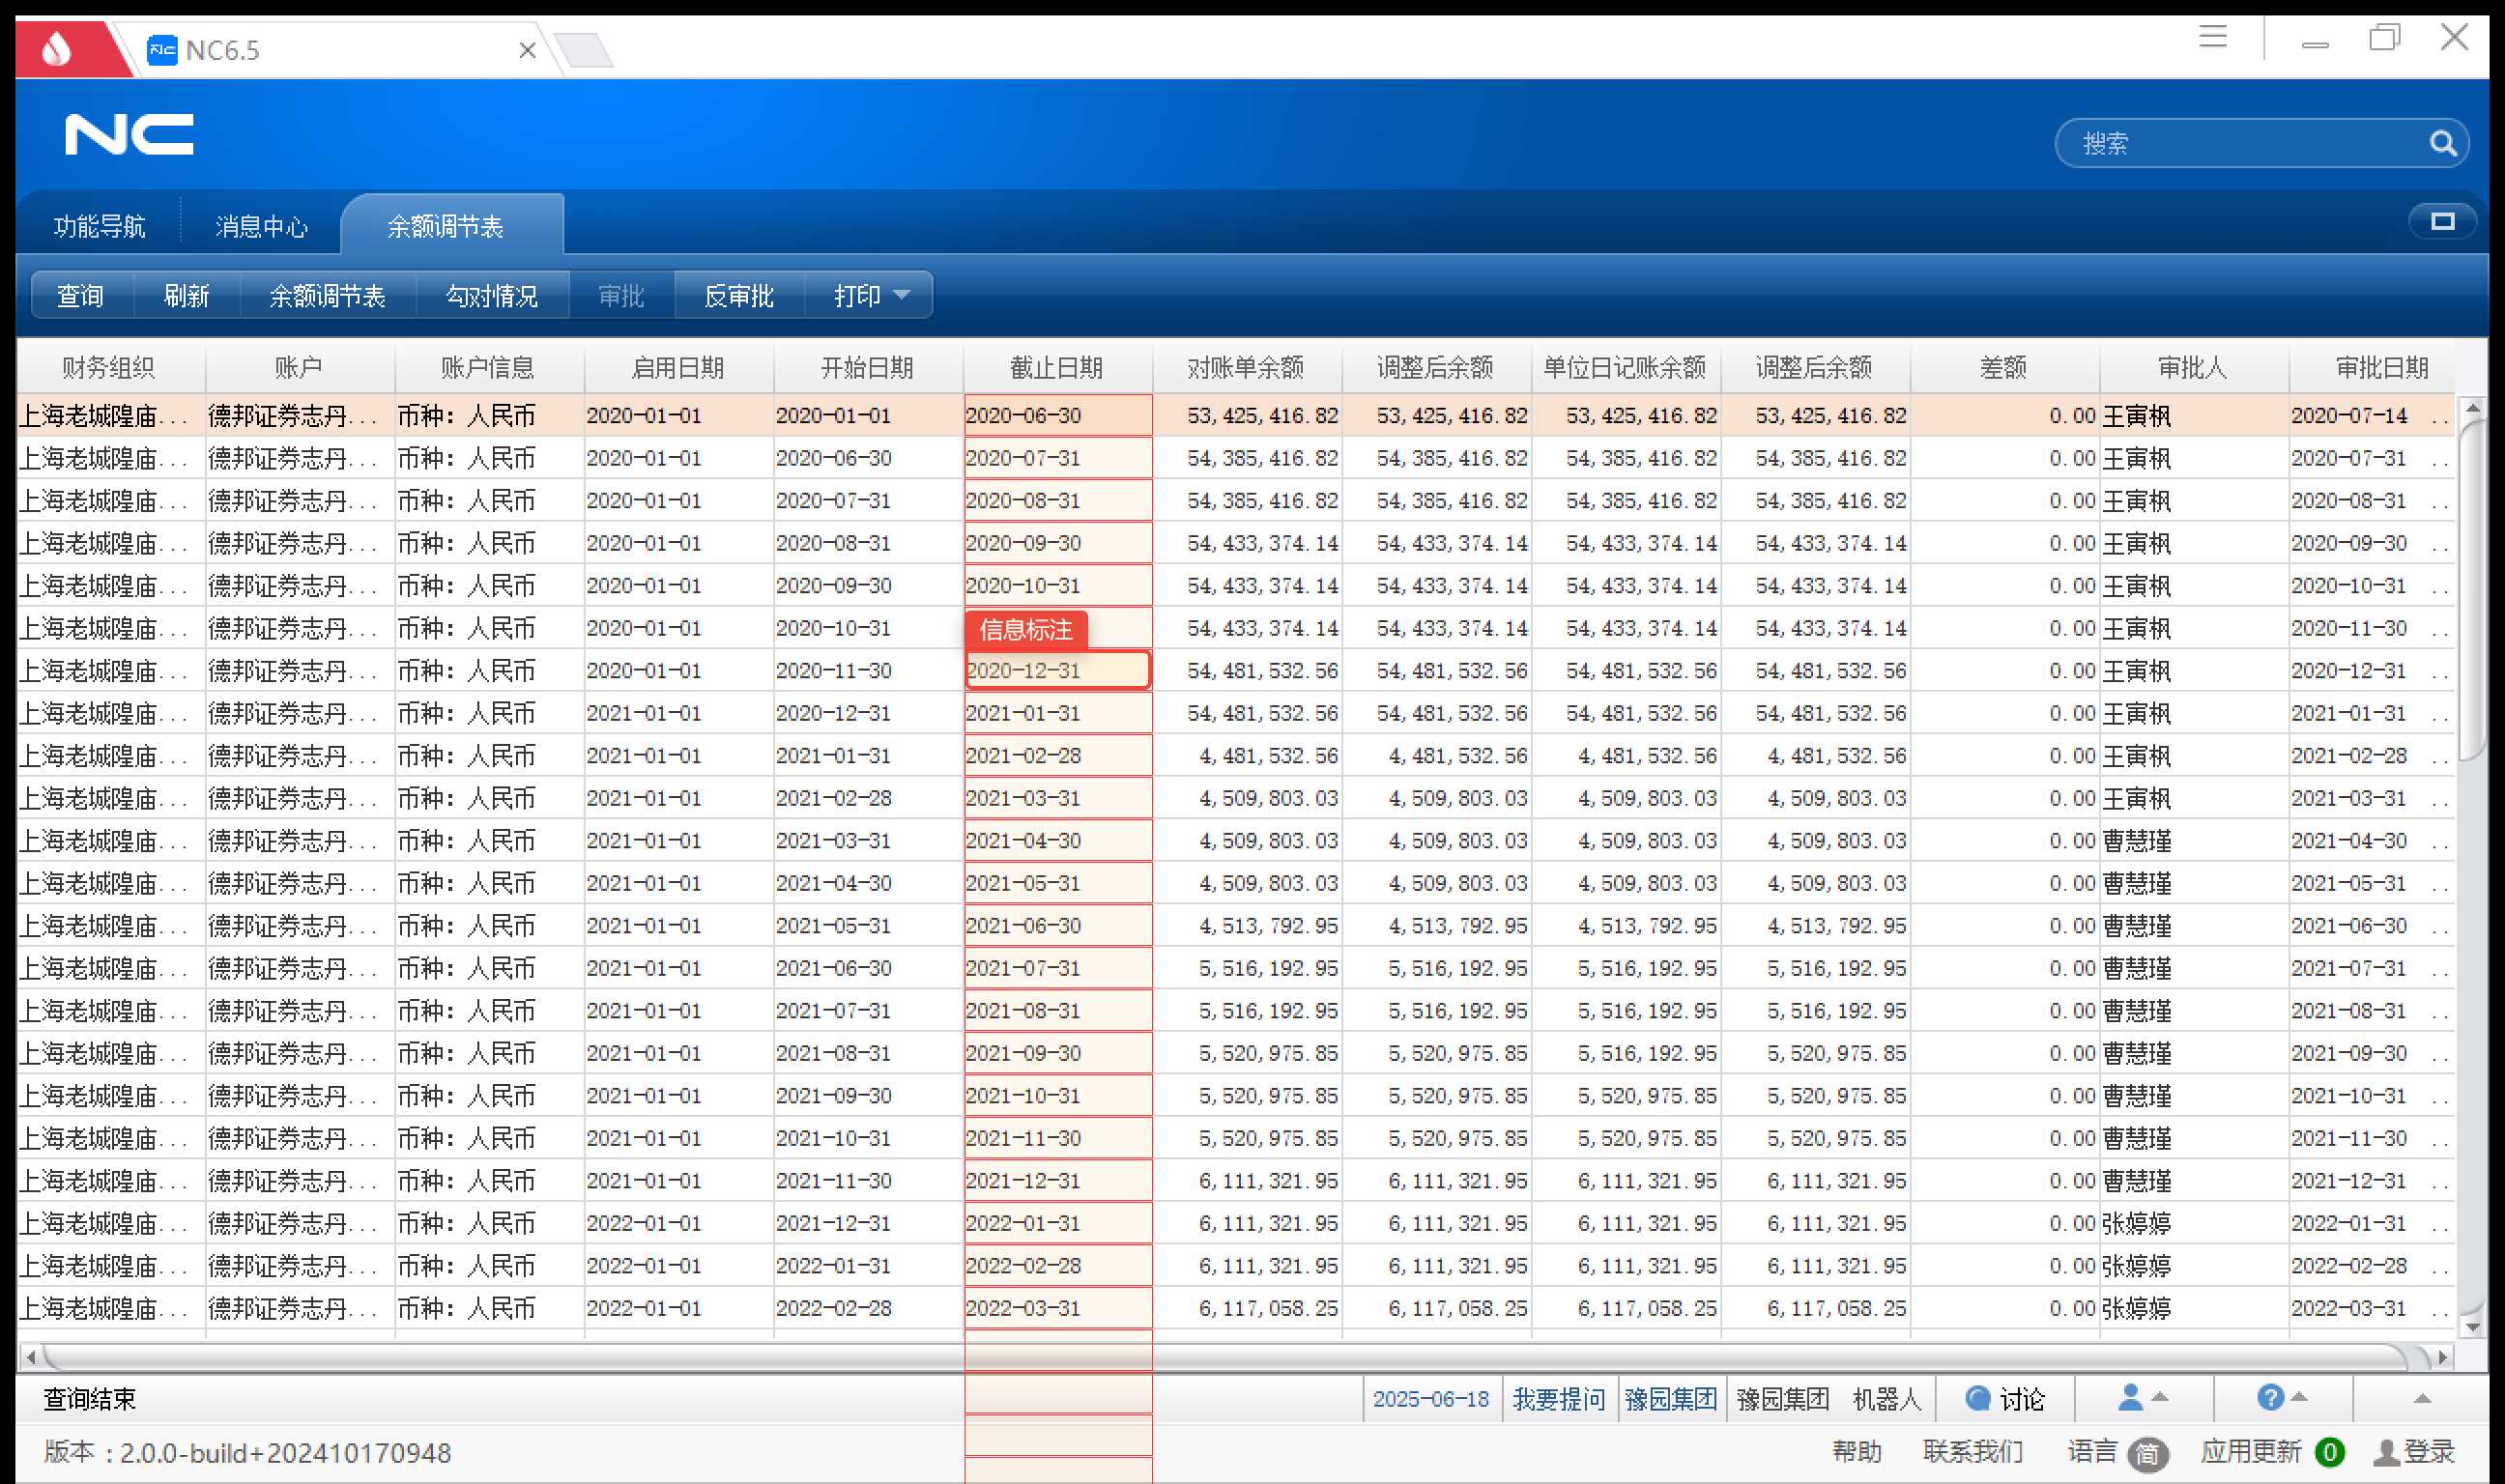 NC6.5
NC
搜索
功能导航 消息中心 余额调节表
查询 刷新 余额调节表 勾对情况 审批 反审批 打印
财务组织 账户 账户信息 启用日期 开始日期 截止日期 对账单余额 调整后余额 单位日记账余额 调整后余额 差额 审批人 审批日期
上海老城隍庙... 德邦证券志丹... 币种：人民币 2020-01-01 2020-01-01 2020-06-30 53,425,416.82 53,425,416.82 53,425,416.82 53,425,416.82 0.00 王寅枫 2020-07-14 ..
上海老城隍庙... 德邦证券志丹... 币种：人民币 2020-01-01 2020-06-30 2020-07-31 54,385,416.82 54,385,416.82 54,385,416.82 54,385,416.82 0.00 王寅枫 2020-07-31 ..
上海老城隍庙... 德邦证券志丹... 币种：人民币 2020-01-01 2020-07-31 2020-08-31 54,385,416.82 54,385,416.82 54,385,416.82 54,385,416.82 0.00 王寅枫 2020-08-31 ..
上海老城隍庙... 德邦证券志丹... 币种：人民币 2020-01-01 2020-08-31 2020-09-30 54,433,374.14 54,433,374.14 54,433,374.14 54,433,374.14 0.00 王寅枫 2020-09-30 ..
上海老城隍庙... 德邦证券志丹... 币种：人民币 2020-01-01 2020-09-30 2020-10-31 54,433,374.14 54,433,374.14 54,433,374.14 54,433,374.14 0.00 王寅枫 2020-10-31 ..
上海老城隍庙... 德邦证券志丹... 币种：人民币 2020-01-01 2020-10-31 信息标注 54,433,374.14 54,433,374.14 54,433,374.14 54,433,374.14 0.00 王寅枫 2020-11-30 ..
上海老城隍庙... 德邦证券志丹... 币种：人民币 2020-01-01 2020-11-30 2020-12-31 54,481,532.56 54,481,532.56 54,481,532.56 54,481,532.56 0.00 王寅枫 2020-12-31 ..
上海老城隍庙... 德邦证券志丹... 币种：人民币 2021-01-01 2020-12-31 2021-01-31 54,481,532.56 54,481,532.56 54,481,532.56 54,481,532.56 0.00 王寅枫 2021-01-31 ..
上海老城隍庙... 德邦证券志丹... 币种：人民币 2021-01-01 2021-01-31 2021-02-28 4,481,532.56 4,481,532.56 4,481,532.56 4,481,532.56 0.00 王寅枫 2021-02-28 ..
上海老城隍庙... 德邦证券志丹... 币种：人民币 2021-01-01 2021-02-28 2021-03-31 4,509,803.03 4,509,803.03 4,509,803.03 4,509,803.03 0.00 王寅枫 2021-03-31 ..
上海老城隍庙... 德邦证券志丹... 币种：人民币 2021-01-01 2021-03-31 2021-04-30 4,509,803.03 4,509,803.03 4,509,803.03 4,509,803.03 0.00 曹慧瑾 2021-04-30 ..
上海老城隍庙... 德邦证券志丹... 币种：人民币 2021-01-01 2021-04-30 2021-05-31 4,509,803.03 4,509,803.03 4,509,803.03 4,509,803.03 0.00 曹慧瑾 2021-05-31 ..
上海老城隍庙... 德邦证券志丹... 币种：人民币 2021-01-01 2021-05-31 2021-06-30 4,513,792.95 4,513,792.95 4,513,792.95 4,513,792.95 0.00 曹慧瑾 2021-06-30 ..
上海老城隍庙... 德邦证券志丹... 币种：人民币 2021-01-01 2021-06-30 2021-07-31 5,516,192.95 5,516,192.95 5,516,192.95 5,516,192.95 0.00 曹慧瑾 2021-07-31 ..
上海老城隍庙... 德邦证券志丹... 币种：人民币 2021-01-01 2021-07-31 2021-08-31 5,516,192.95 5,516,192.95 5,516,192.95 5,516,192.95 0.00 曹慧瑾 2021-08-31 ..
上海老城隍庙... 德邦证券志丹... 币种：人民币 2021-01-01 2021-08-31 2021-09-30 5,520,975.85 5,520,975.85 5,516,192.95 5,520,975.85 0.00 曹慧瑾 2021-09-30 ..
上海老城隍庙... 德邦证券志丹... 币种：人民币 2021-01-01 2021-09-30 2021-10-31 5,520,975.85 5,520,975.85 5,520,975.85 5,520,975.85 0.00 曹慧瑾 2021-10-31 ..
上海老城隍庙... 德邦证券志丹... 币种：人民币 2021-01-01 2021-10-31 2021-11-30 5,520,975.85 5,520,975.85 5,520,975.85 5,520,975.85 0.00 曹慧瑾 2021-11-30 ..
上海老城隍庙... 德邦证券志丹... 币种：人民币 2021-01-01 2021-11-30 2021-12-31 6,111,321.95 6,111,321.95 6,111,321.95 6,111,321.95 0.00 曹慧瑾 2021-12-31 ..
上海老城隍庙... 德邦证券志丹... 币种：人民币 2022-01-01 2021-12-31 2022-01-31 6,111,321.95 6,111,321.95 6,111,321.95 6,111,321.95 0.00 张婷婷 2022-01-31 ..
上海老城隍庙... 德邦证券志丹... 币种：人民币 2022-01-01 2022-01-31 2022-02-28 6,111,321.95 6,111,321.95 6,111,321.95 6,111,321.95 0.00 张婷婷 2022-02-28 ..
上海老城隍庙... 德邦证券志丹... 币种：人民币 2022-01-01 2022-02-28 2022-03-31 6,117,058.25 6,117,058.25 6,117,058.25 6,117,058.25 0.00 张婷婷 2022-03-31 ..
查询结束 2025-06-18 我要提问 豫园集团 豫园集团 机器人 讨论
版本：2.0.0-build+202410170948 帮助 联系我们 语言 简 应用更新 0 登录